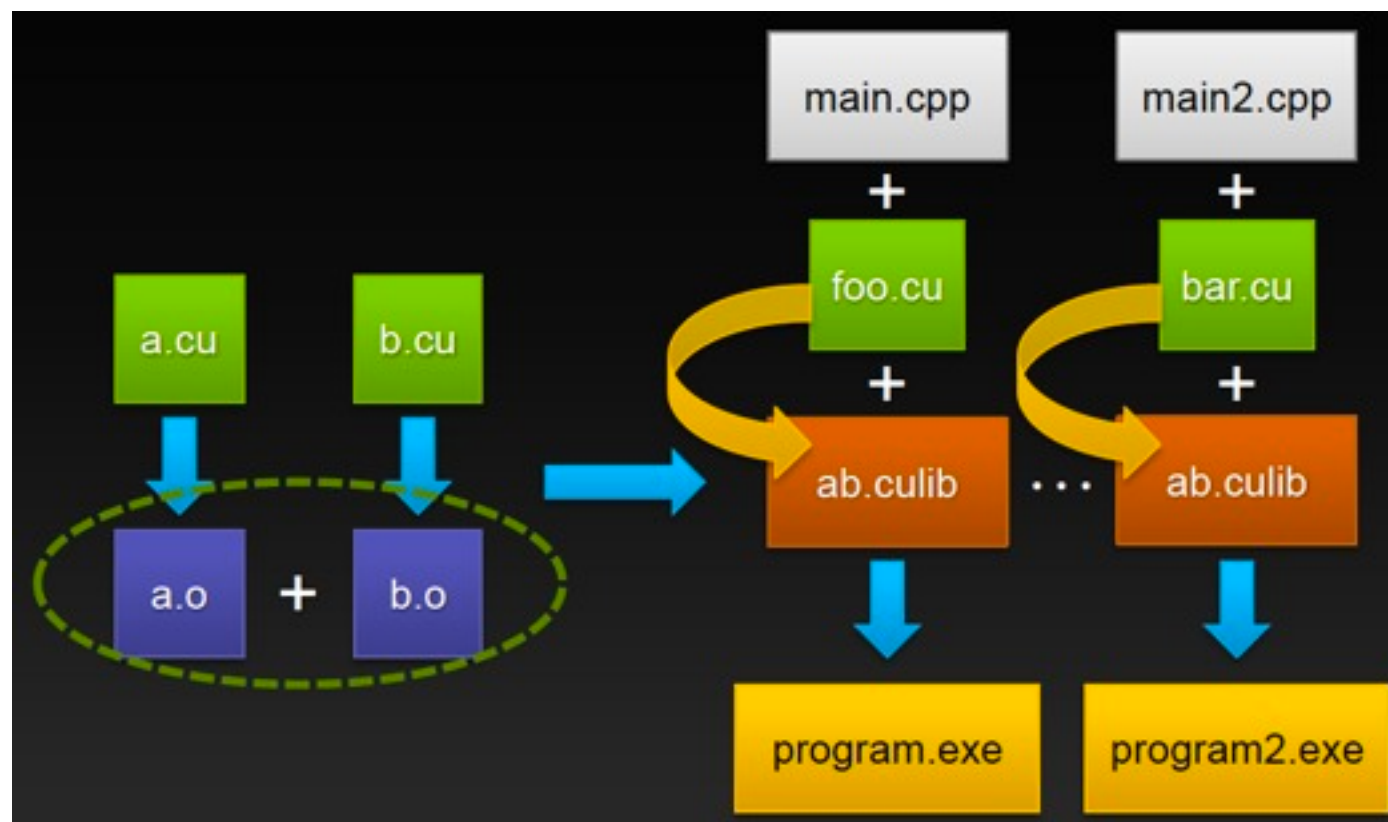 main.cpp
main2.cpp
+
+
foo.cu
bar.cu
a.cu
b.cu
+
+
ab.culib
...
ab.culib
a.o
+
b.o
program.exe
program2.exe